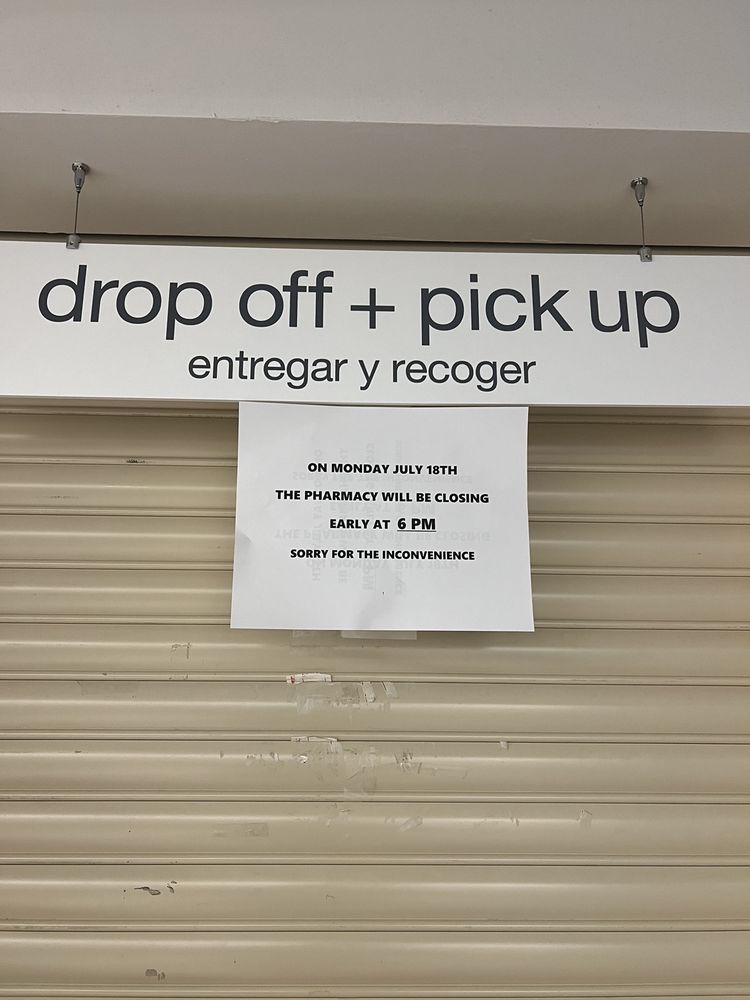 drop off + pick up
entregar y recoger
ON MONDAY JULY 18TH
THE PHARMACY WILL BE CLOSING
EARLY AT 6 PM
SORRY FOR THE INCONVENIENCE